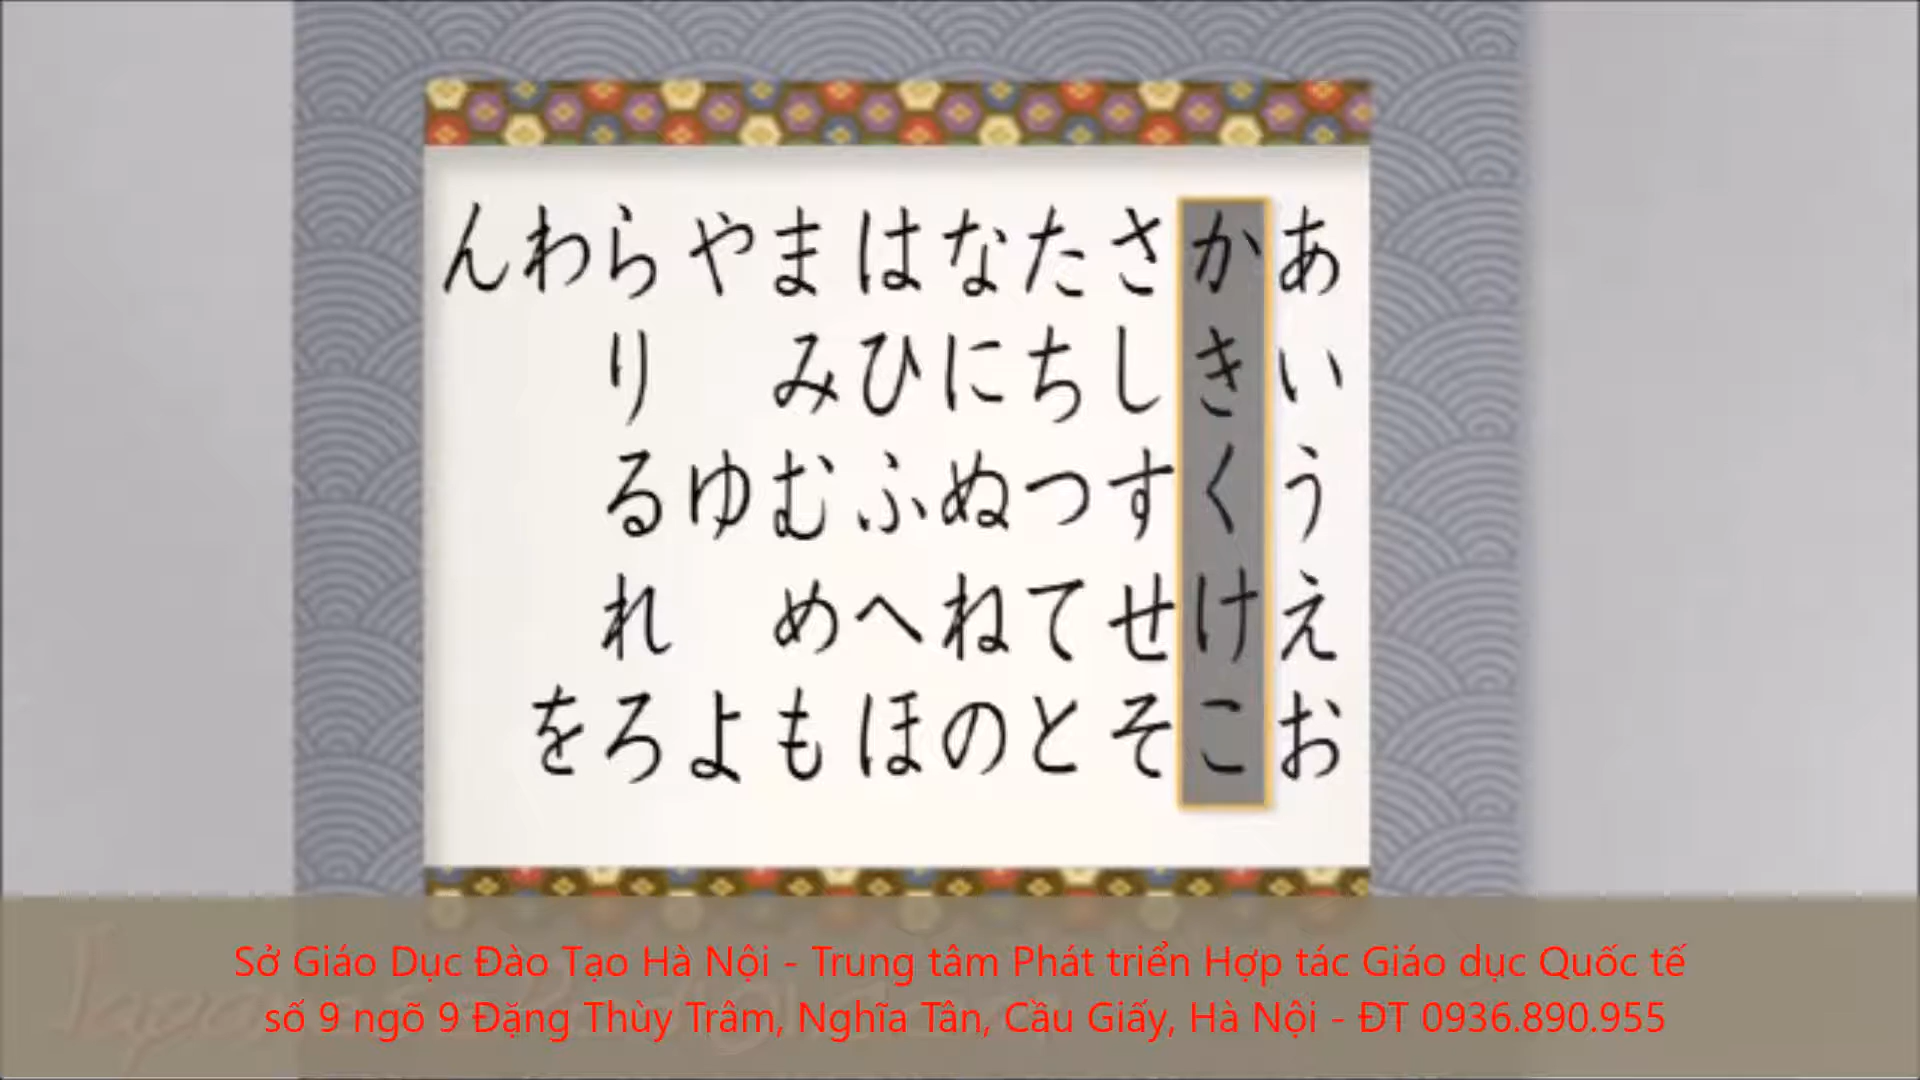 あいうえお
かきくけこ
さしすせそ
たちつてと
なにぬねの
はひふへほ
まみむめも
やゆよ
らりるれろ
わを
ん
Sở Giáo Dục Đào Tạo Hà Nội - Trung tâm Phát triển Hợp tác Giáo dục Quốc tế
số 9 ngõ 9 Đặng Thùy Trâm, Nghĩa Tân, Cầu Giấy, Hà Nội - ĐT 0936.890.955